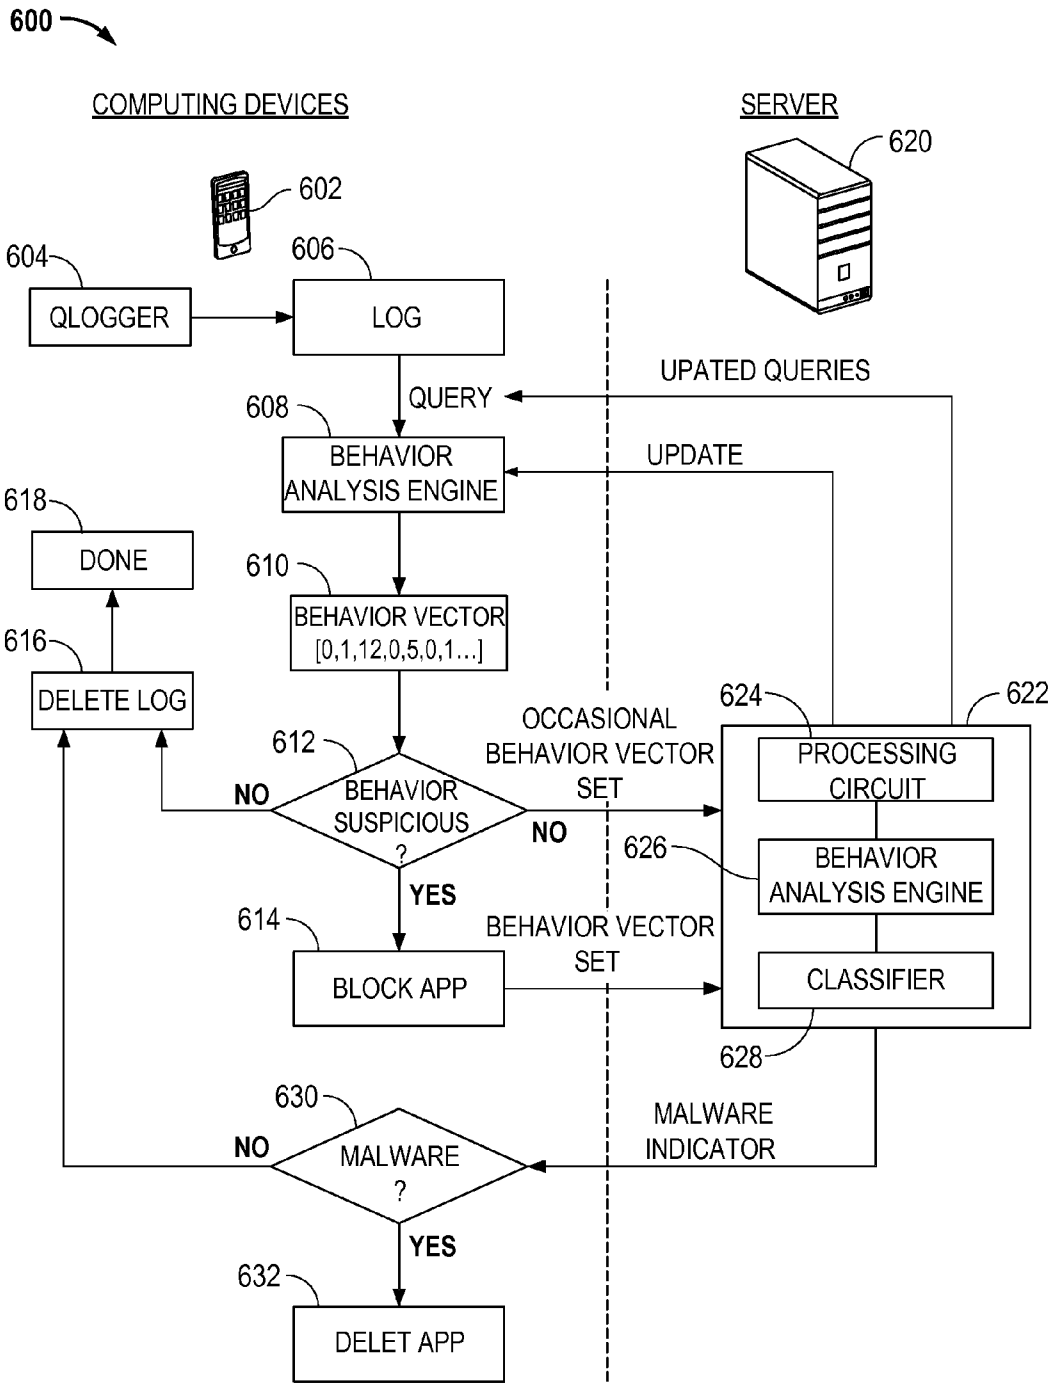 600
COMPUTING DEVICES
SERVER
620
602
604
606
QLOGGER
LOG
UPATED QUERIES
QUERY
608
BEHAVIOR
ANALYSIS ENGINE
UPDATE
618
DONE
610
BEHAVIOR VECTOR
[0,1,12,0,5,0,1...]
616
DELETE LOG
624
622
OCCASIONAL
BEHAVIOR VECTOR
SET
PROCESSING
CIRCUIT
612
NO
BEHAVIOR
SUSPICIOUS
?
NO
626
BEHAVIOR
ANALYSIS ENGINE
YES
614
BEHAVIOR VECTOR
SET
BLOCK APP
CLASSIFIER
628
630
MALWARE
INDICATOR
NO
MALWARE
?
YES
632
DELET APP